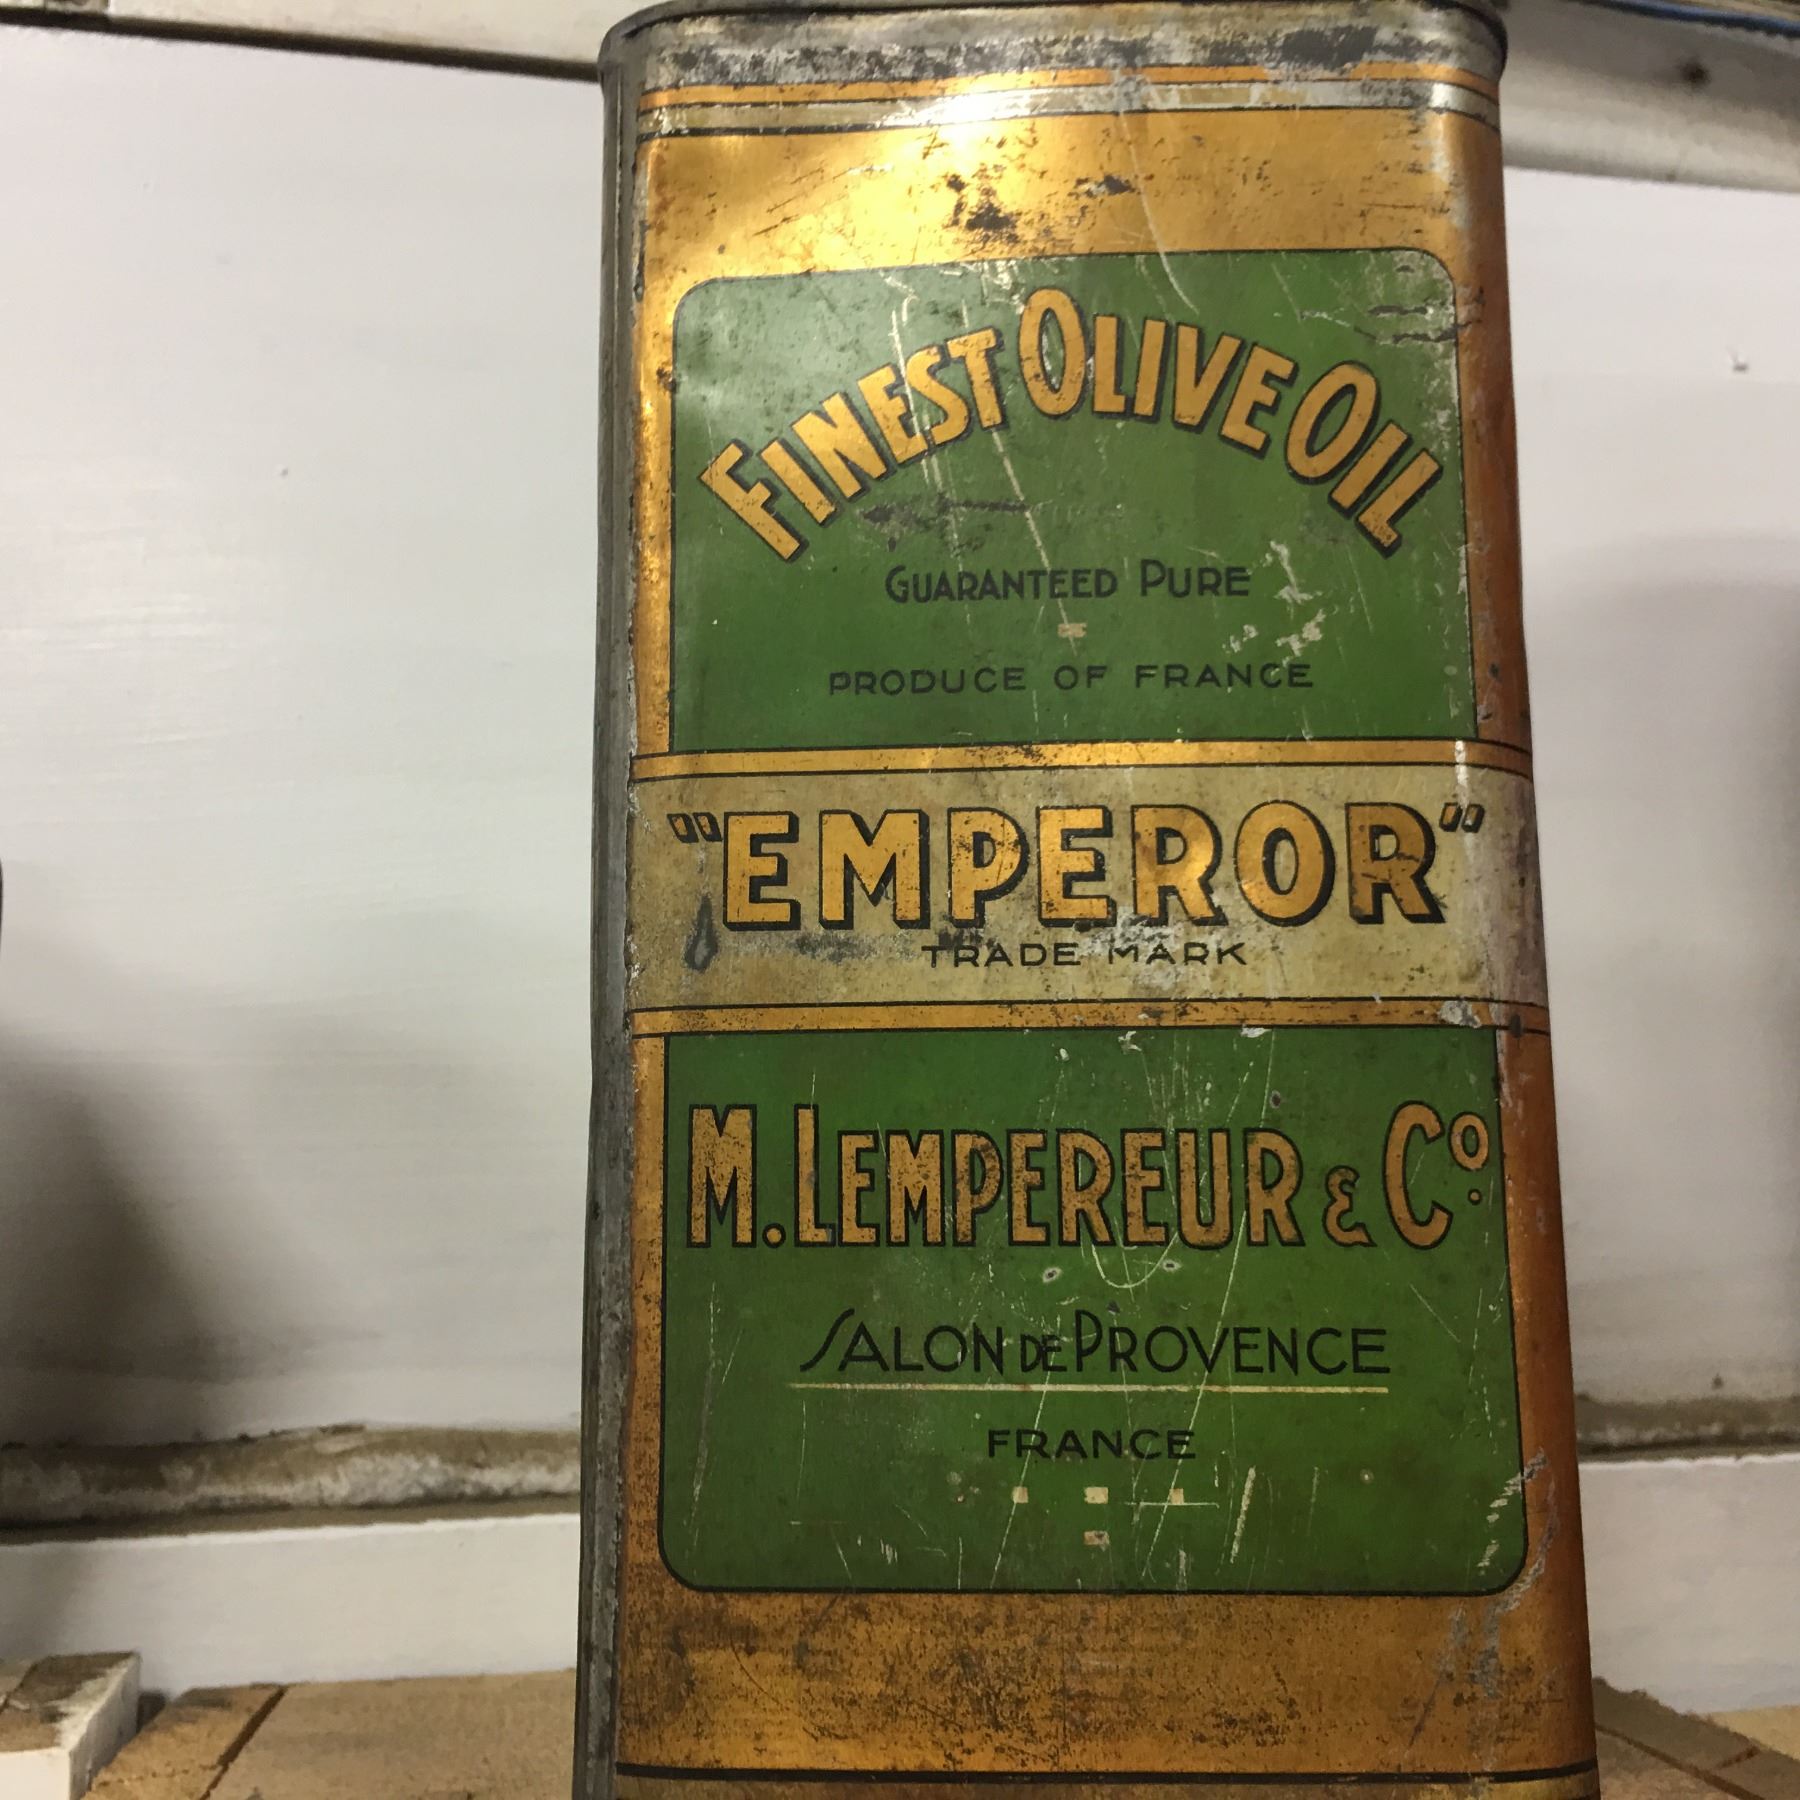 FINEST OLIVE OIL
GUARANTEED PURE
PRODUCE OF FRANCE
"EMPEROR"
TRADE MARK
M. LEMPEREUR & Cº.
SALON DE PROVENCE
FRANCE